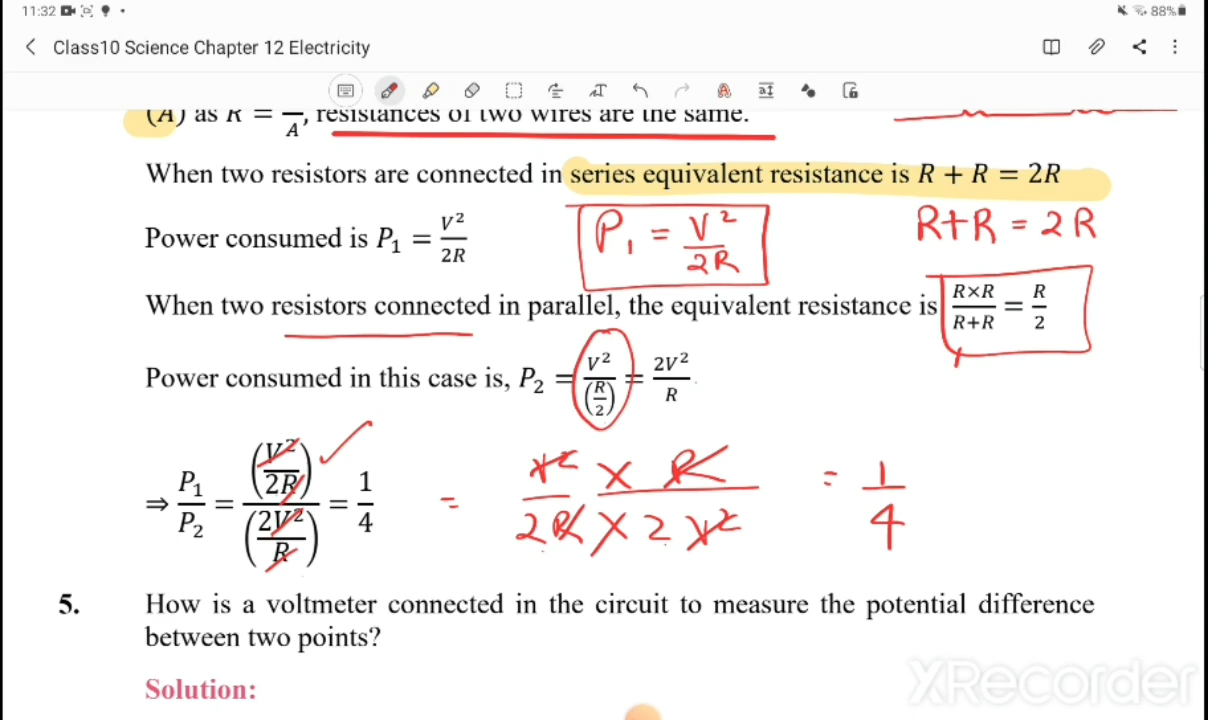 11:32 88%
Class10 Science Chapter 12 Electricity
(A) as R = — A, resistances of two wires are the same.
When two resistors are connected in series equivalent resistance is R + R = 2R
R+R = 2R
Power consumed is P₁ = V²/2R
P₁ = V²/2R
When two resistors connected in parallel, the equivalent resistance is R×R/R+R = R/2
Power consumed in this case is, P₂ = V²/(R/2) = 2V²/R
⇒ P₁/P₂ = (V²/2R)/(2V²/R) = 1/4 = V² × R / 2R × 2V² = 1/4
5. How is a voltmeter connected in the circuit to measure the potential difference
between two points?
Solution:
XRecorder